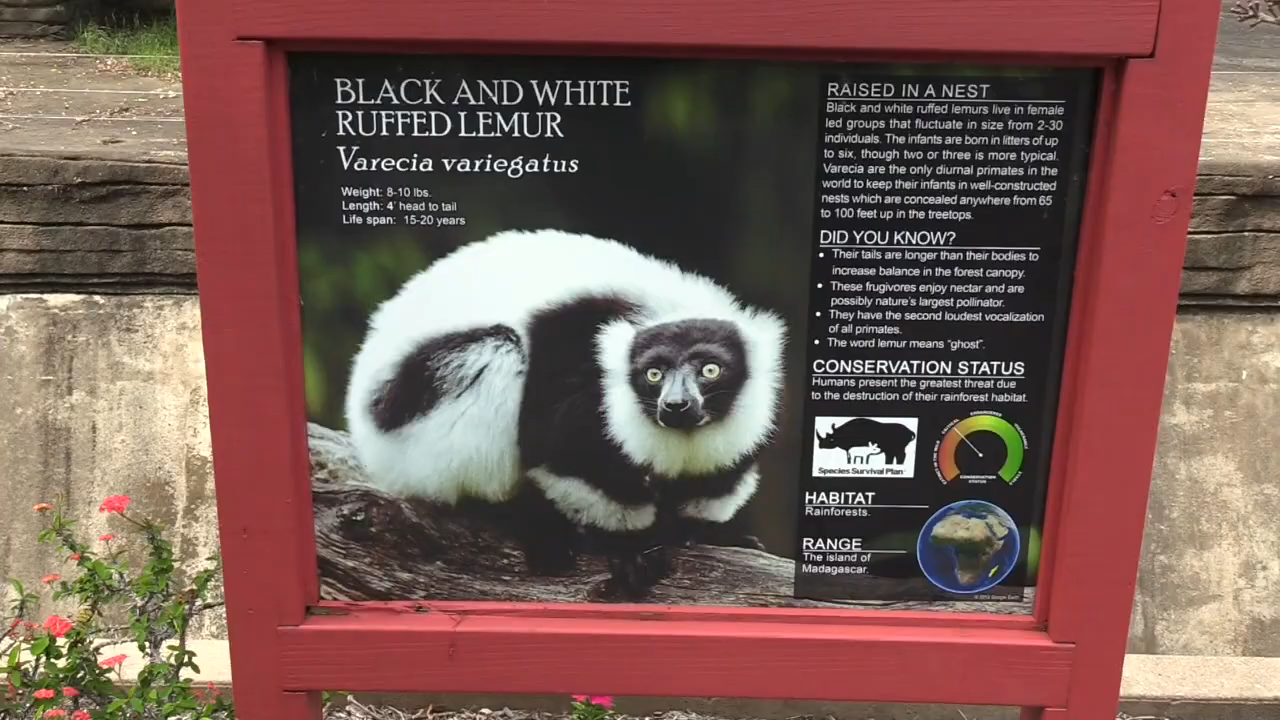 BLACK AND WHITE
RUFFED LEMUR
Varecia variegatus
Weight: 8-10 lbs.
Length: 4' head to tail
Life span: 15-20 years
RAISED IN A NEST
Black and white ruffed lemurs live in female
led groups that fluctuate in size from 2-30
individuals. The infants are born in litters of up
to six, though two or three is more typical.
Varecia are the only diurnal primates in the
world to keep their infants in well-constructed
nests which are concealed anywhere from 65
to 100 feet up in the treetops.
DID YOU KNOW?
• Their tails are longer than their bodies to
increase balance in the forest canopy.
• These frugivores enjoy nectar and are
possibly nature's largest pollinator.
• They have the second loudest vocalization
of all primates.
• The word lemur means "ghost".
CONSERVATION STATUS
Humans present the greatest threat due
to the destruction of their rainforest habitat.
Species Survival Plan
CRITICAL
ENDANGERED
CONSERVATION
STATUS
HABITAT
Rainforests.
RANGE
The island of
Madagascar.